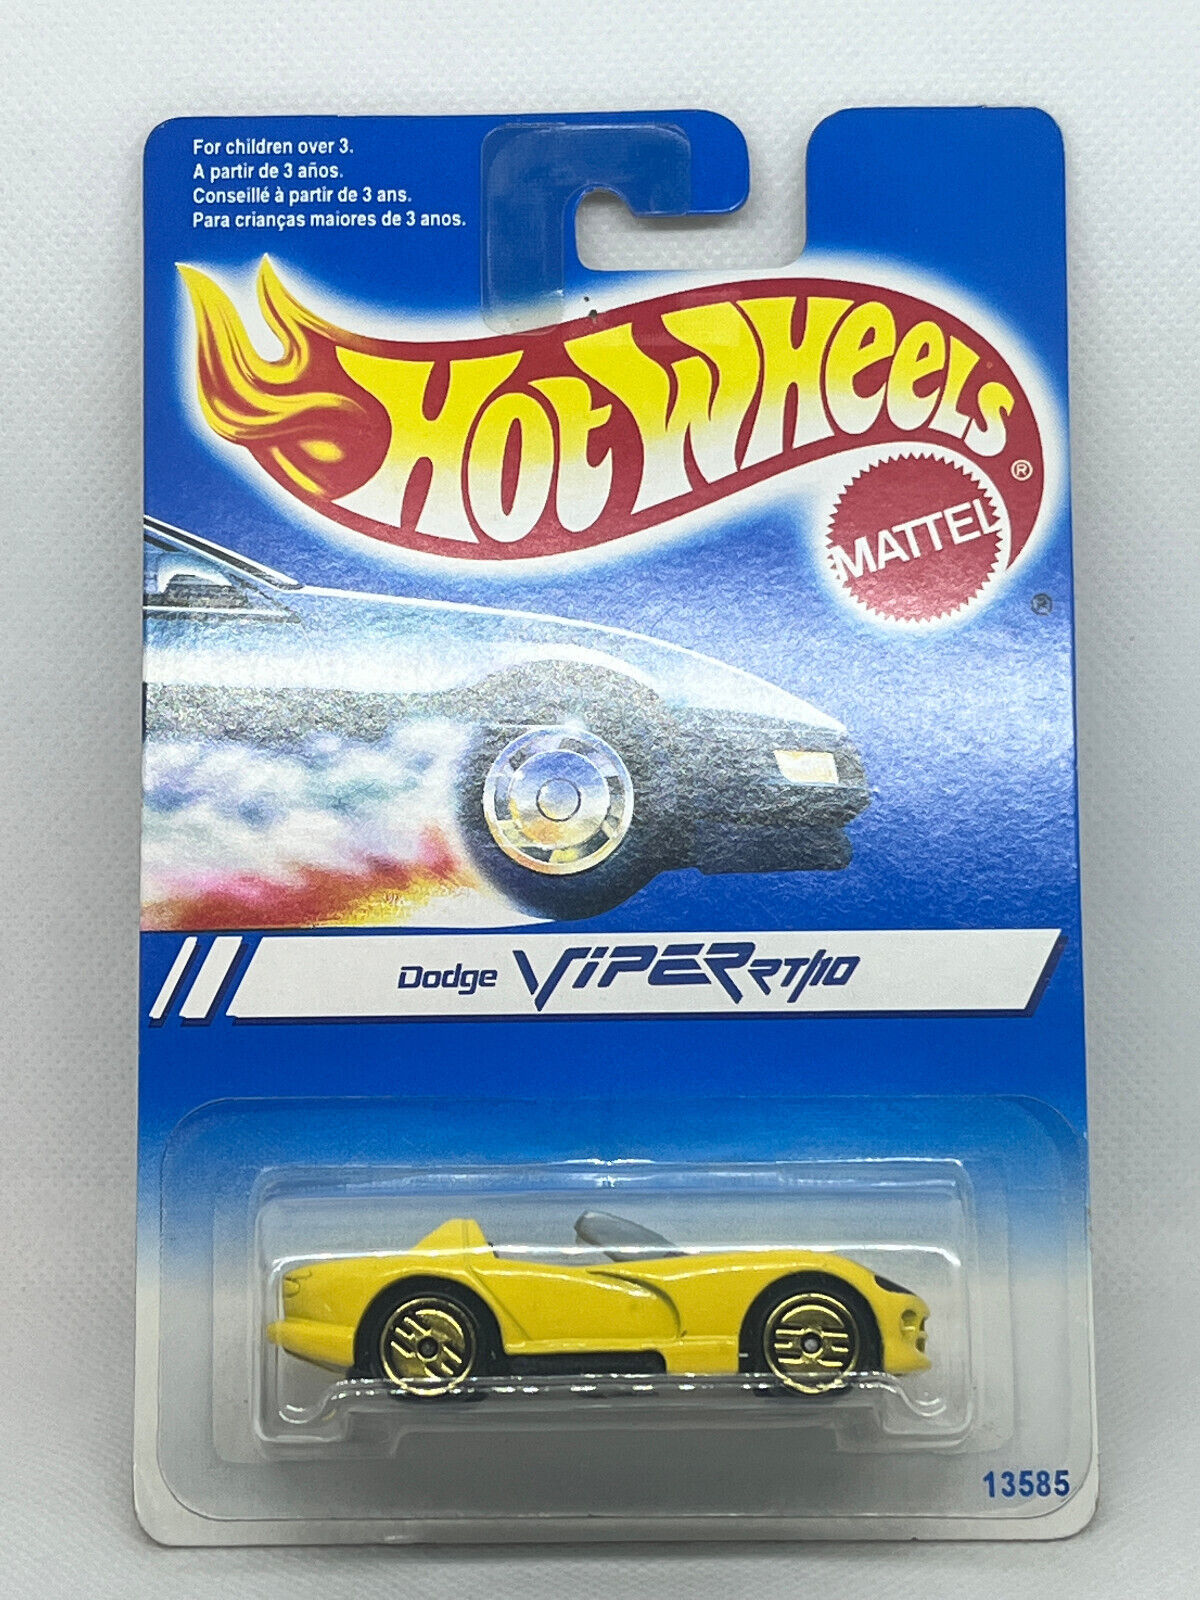 For children over 3.
A partir de 3 años.
Conseillé à partir de 3 ans.
Para crianças maiores de 3 anos.
HOT WHEELS ®
MATTEL
®
Dodge VIPER RT/10
13585